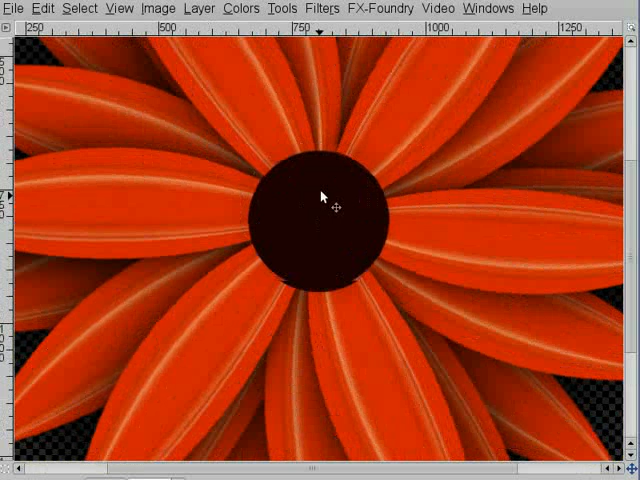 File Edit Select View Image Layer Colors Tools Filters FX-Foundry Video Windows Help
250 500 750 1000 1250